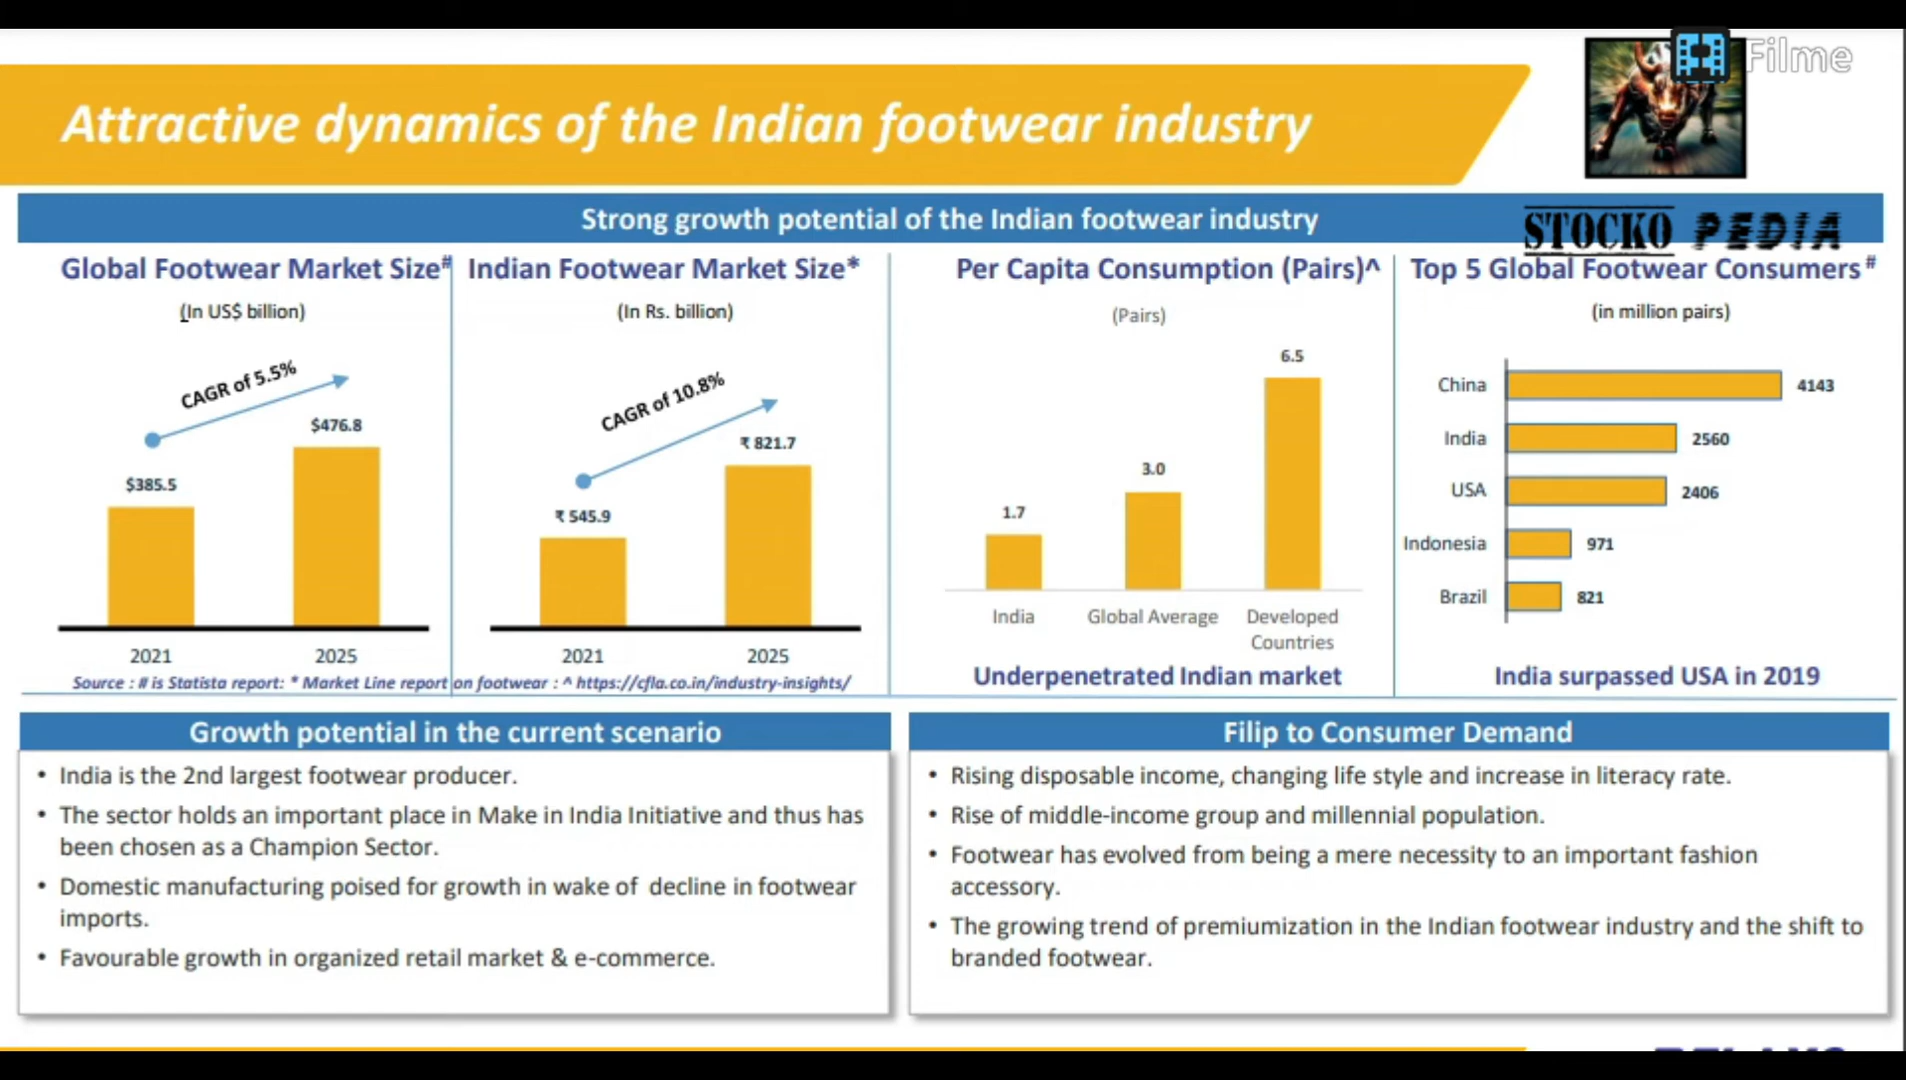 Filme
Attractive dynamics of the Indian footwear industry
Strong growth potential of the Indian footwear industry
STOCKO PEDIA
Global Footwear Market Size#
(In US$ billion)
CAGR of 5.5%
$385.5
$476.8
2021
2025
Indian Footwear Market Size*
(In Rs. billion)
CAGR of 10.8%
₹ 545.9
₹ 821.7
2021
2025
Source : # is Statista report: * Market Line report on footwear : ^ https://cfla.co.in/industry-insights/
Per Capita Consumption (Pairs)^
(Pairs)
1.7
3.0
6.5
India
Global Average
Developed
Countries
Underpenetrated Indian market
Top 5 Global Footwear Consumers#
(in million pairs)
China 4143
India 2560
USA 2406
Indonesia 971
Brazil 821
India surpassed USA in 2019
Growth potential in the current scenario
• India is the 2nd largest footwear producer.
• The sector holds an important place in Make in India Initiative and thus has
been chosen as a Champion Sector.
• Domestic manufacturing poised for growth in wake of decline in footwear
imports.
• Favourable growth in organized retail market & e-commerce.
Filip to Consumer Demand
• Rising disposable income, changing life style and increase in literacy rate.
• Rise of middle-income group and millennial population.
• Footwear has evolved from being a mere necessity to an important fashion
accessory.
• The growing trend of premiumization in the Indian footwear industry and the shift to
branded footwear.